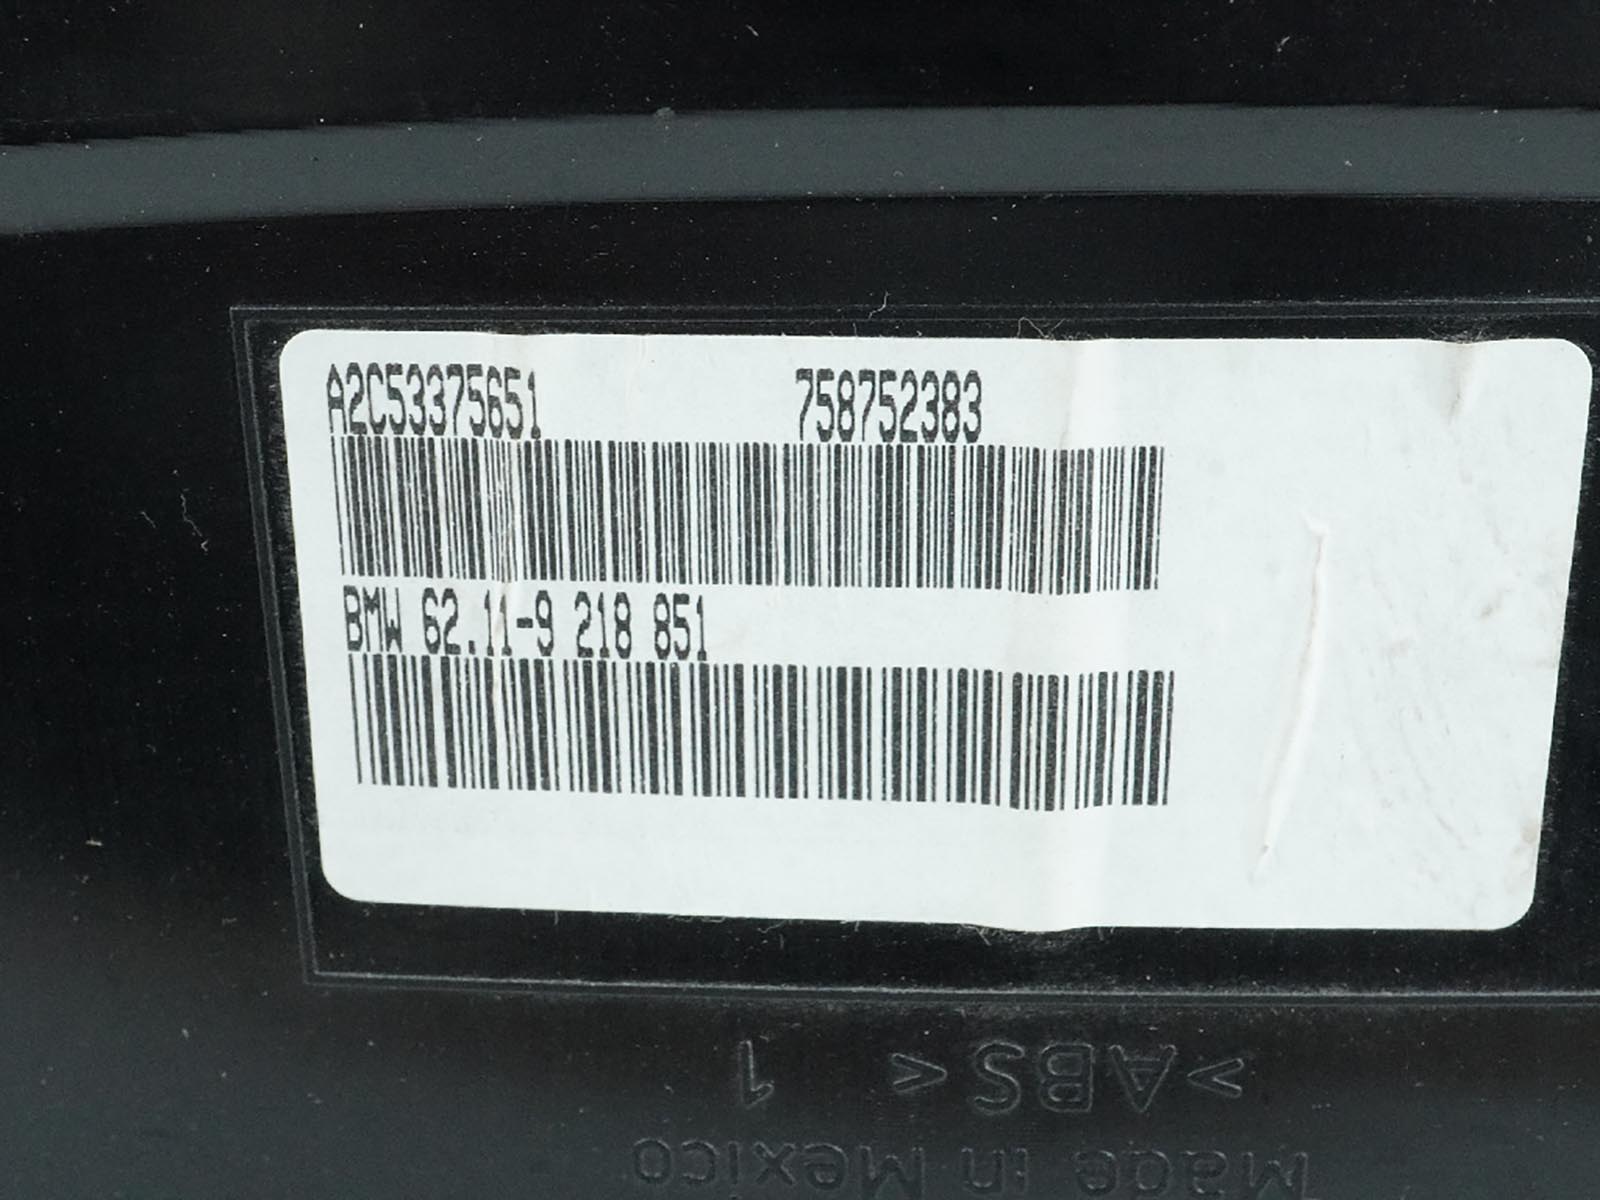 A2C53375651 758752383
BMW 62.11-9 218 851
>ABS< 1
Made in Mexico